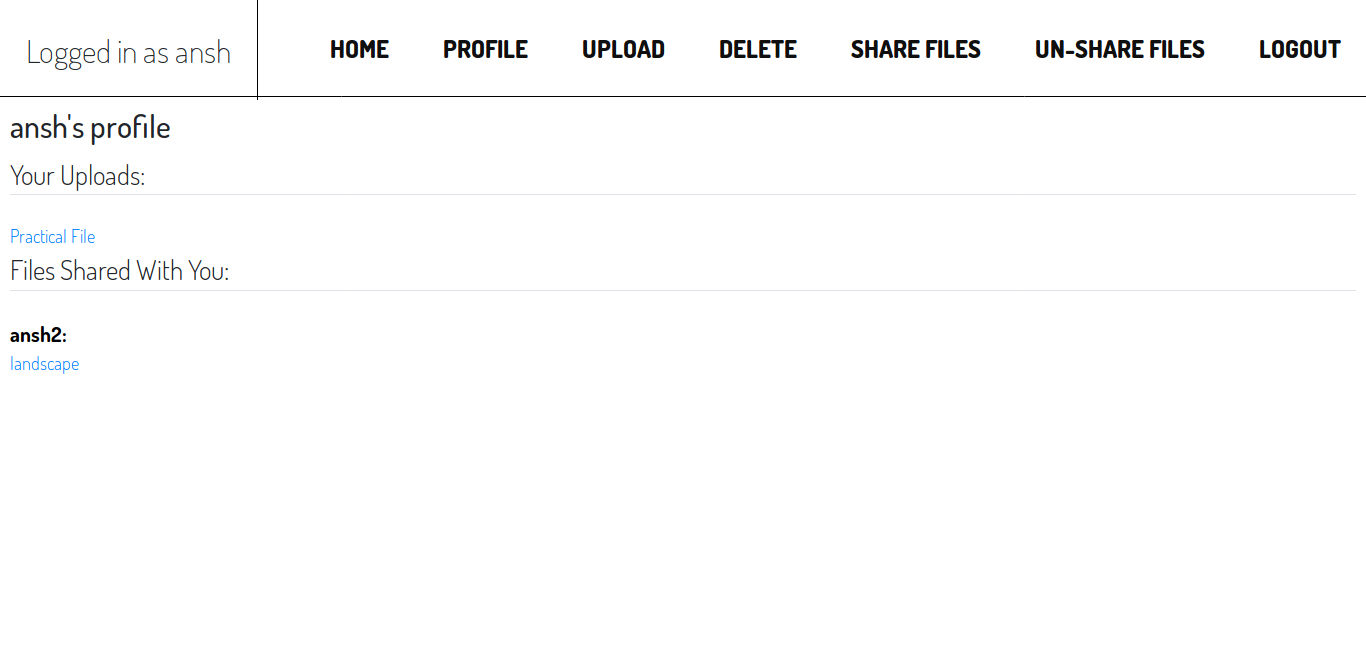 Logged in as ansh HOME PROFILE UPLOAD DELETE SHARE FILES UN-SHARE FILES LOGOUT
ansh's profile
Your Uploads:
Practical File
Files Shared With You:
ansh2:
landscape